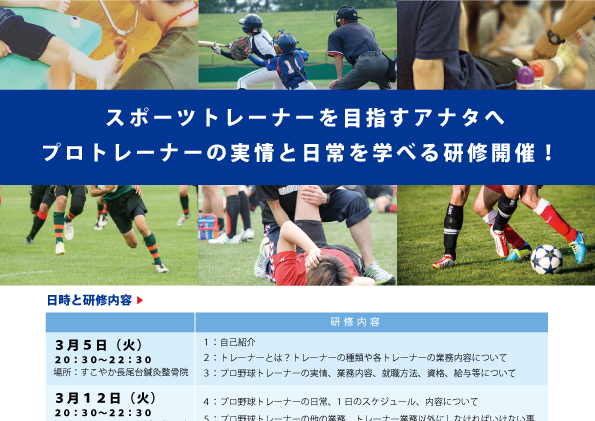 スポーツトレーナーを目指すアナタへ
プロトレーナーの実情と日常を学べる研修開催！
日時と研修内容 ▶
研修内容
3月5日（火）
20：30〜22：30
場所：すこやか長尾台鍼灸整骨院
1：自己紹介
2：トレーナーとは？トレーナーの種類や各トレーナーの業務内容について
3：プロ野球トレーナーの実情、業務内容、就職方法、資格、給与等について
3月12日（火）
20：30〜22：30
4：プロ野球トレーナーの日常、1日のスケジュール、内容について
5：プロ野球トレーナーの他の業務、トレーナー業務以外にしなければいけない事